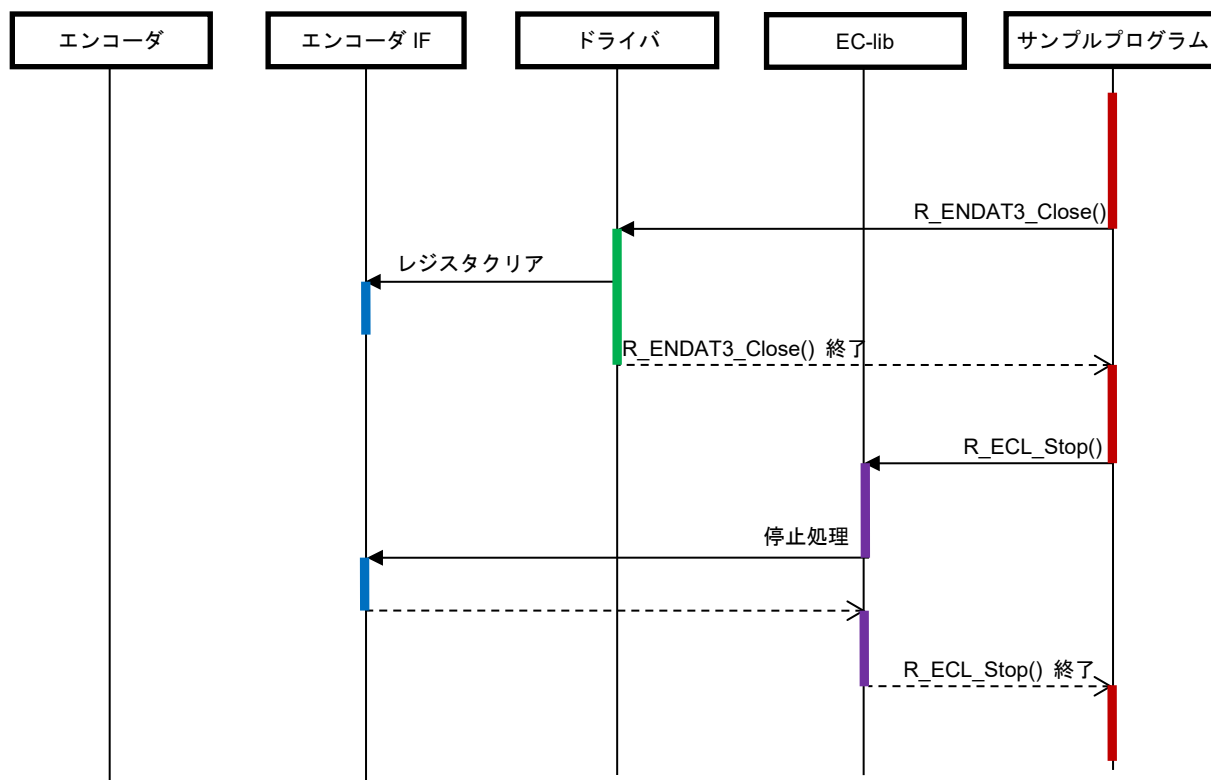 エンコーダ
エンコーダ IF
ドライバ
EC-lib
サンプルプログラム
R_ENDAT3_Close()
レジスタクリア
R_ENDAT3_Close() 終了
R_ECL_Stop()
停止処理
R_ECL_Stop() 終了